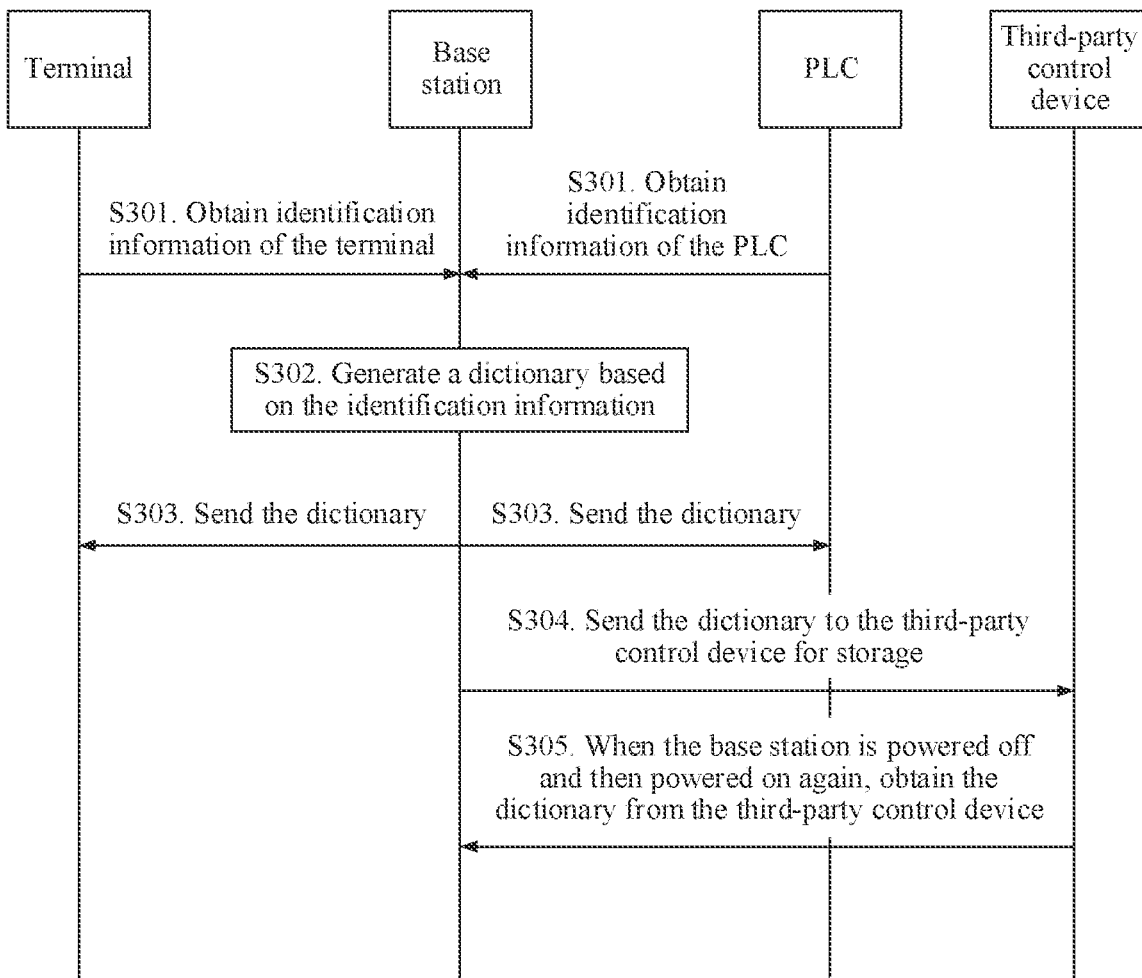 Terminal
Base
station
PLC
Third-party
control
device
S301. Obtain identification
information of the terminal
S301. Obtain
identification
information of the PLC
S302. Generate a dictionary based
on the identification information
S303. Send the dictionary
S303. Send the dictionary
S304. Send the dictionary to the third-party
control device for storage
S305. When the base station is powered off
and then powered on again, obtain the
dictionary from the third-party control device